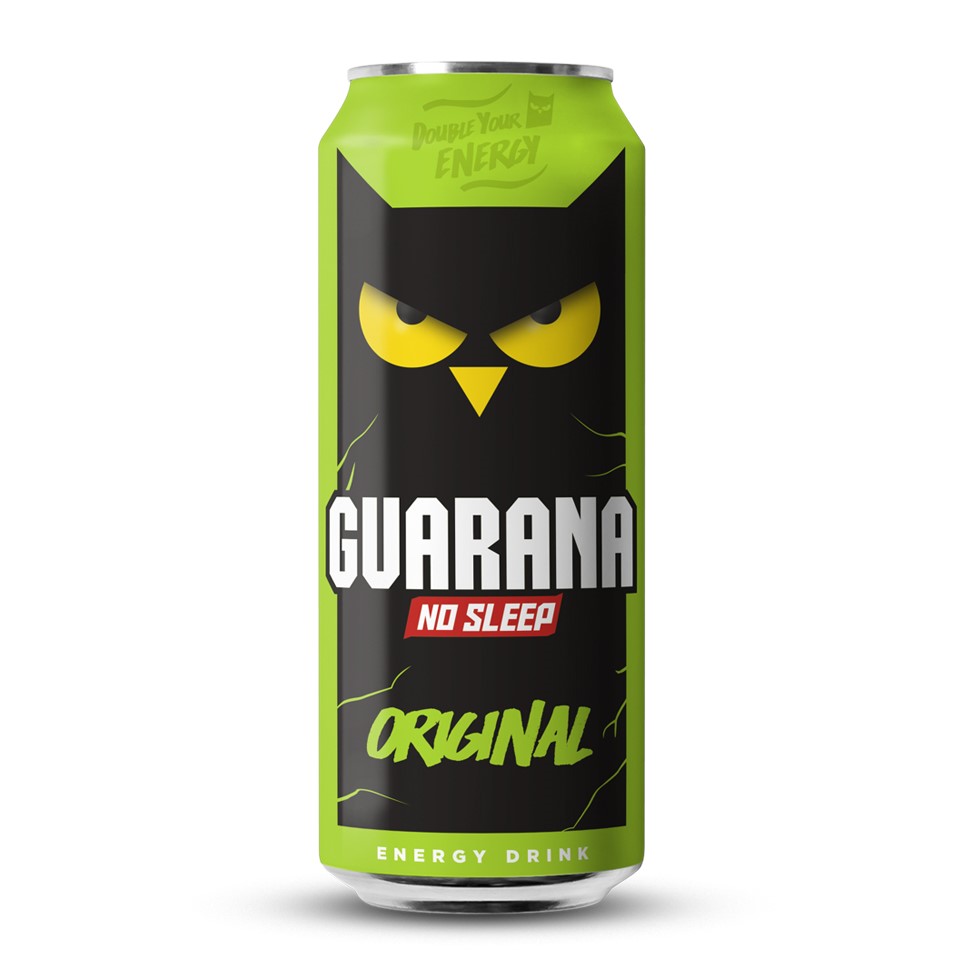 Double Your
ENERGY
GUARANA
NO SLEEP
ORIGINAL
ENERGY DRINK